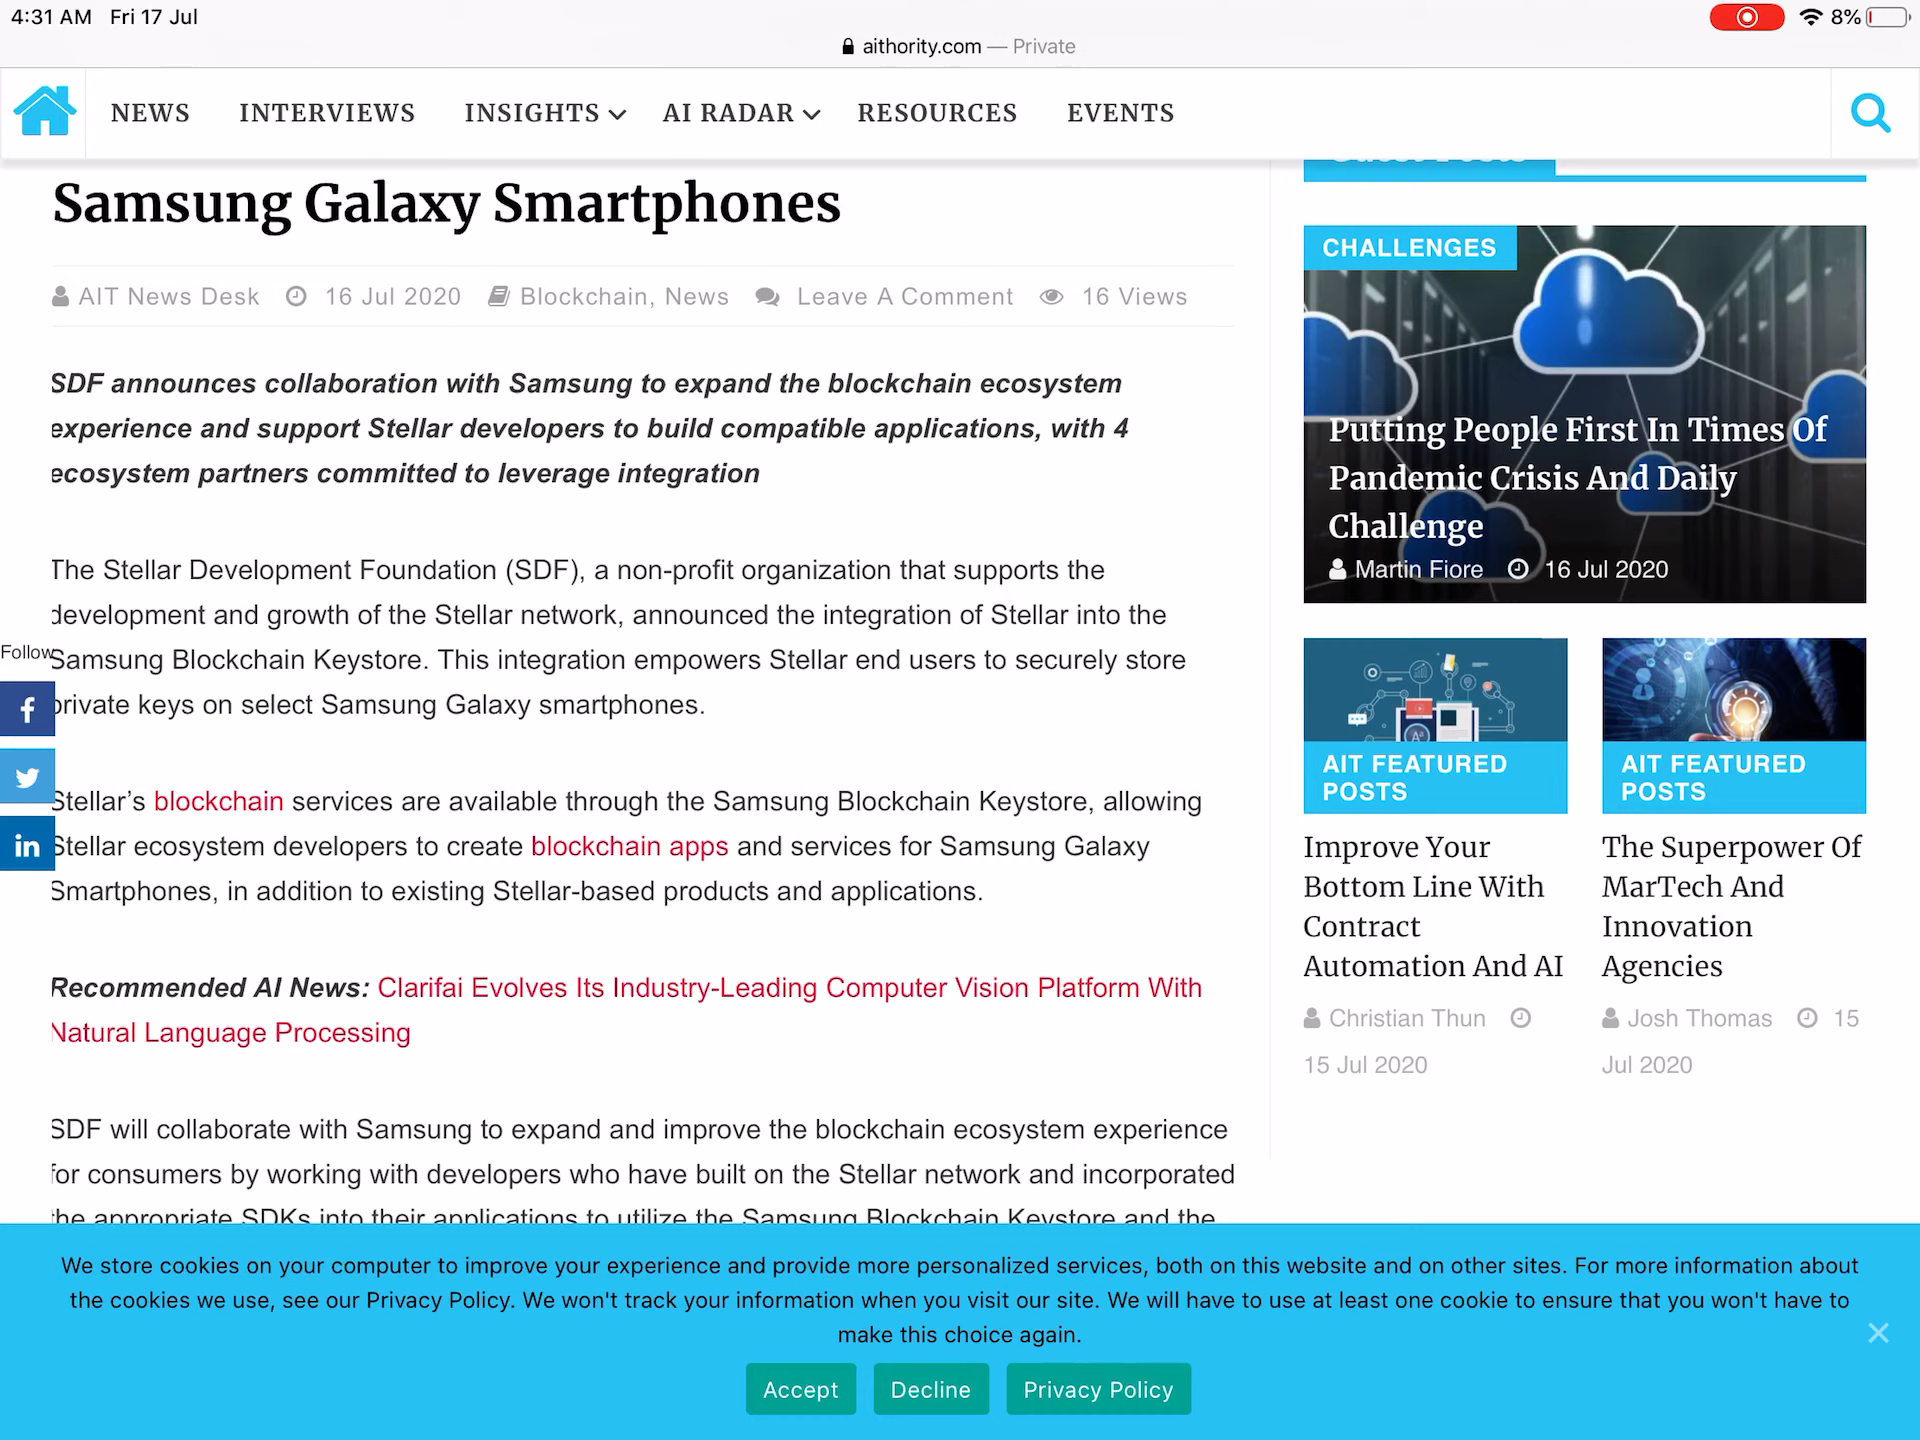 4:31 AM Fri 17 Jul
8%
aithority.com — Private
NEWS INTERVIEWS INSIGHTS AI RADAR RESOURCES EVENTS
Samsung Galaxy Smartphones
AIT News Desk 16 Jul 2020 Blockchain, News Leave A Comment 16 Views
SDF announces collaboration with Samsung to expand the blockchain ecosystem
experience and support Stellar developers to build compatible applications, with 4
ecosystem partners committed to leverage integration
The Stellar Development Foundation (SDF), a non-profit organization that supports the
development and growth of the Stellar network, announced the integration of Stellar into the
Samsung Blockchain Keystore. This integration empowers Stellar end users to securely store
private keys on select Samsung Galaxy smartphones.
Follow
Stellar’s blockchain services are available through the Samsung Blockchain Keystore, allowing
Stellar ecosystem developers to create blockchain apps and services for Samsung Galaxy
Smartphones, in addition to existing Stellar-based products and applications.
Recommended AI News: Clarifai Evolves Its Industry-Leading Computer Vision Platform With
Natural Language Processing
SDF will collaborate with Samsung to expand and improve the blockchain ecosystem experience
for consumers by working with developers who have built on the Stellar network and incorporated
the appropriate SDKs into their applications to utilize the Samsung Blockchain Keystore and the
CHALLENGES
Putting People First In Times Of
Pandemic Crisis And Daily
Challenge
Martin Fiore 16 Jul 2020
AIT FEATURED
POSTS
Improve Your
Bottom Line With
Contract
Automation And AI
Christian Thun
15 Jul 2020
AIT FEATURED
POSTS
The Superpower Of
MarTech And
Innovation
Agencies
Josh Thomas 15
Jul 2020
We store cookies on your computer to improve your experience and provide more personalized services, both on this website and on other sites. For more information about
the cookies we use, see our Privacy Policy. We won't track your information when you visit our site. We will have to use at least one cookie to ensure that you won't have to
make this choice again.
Accept Decline Privacy Policy